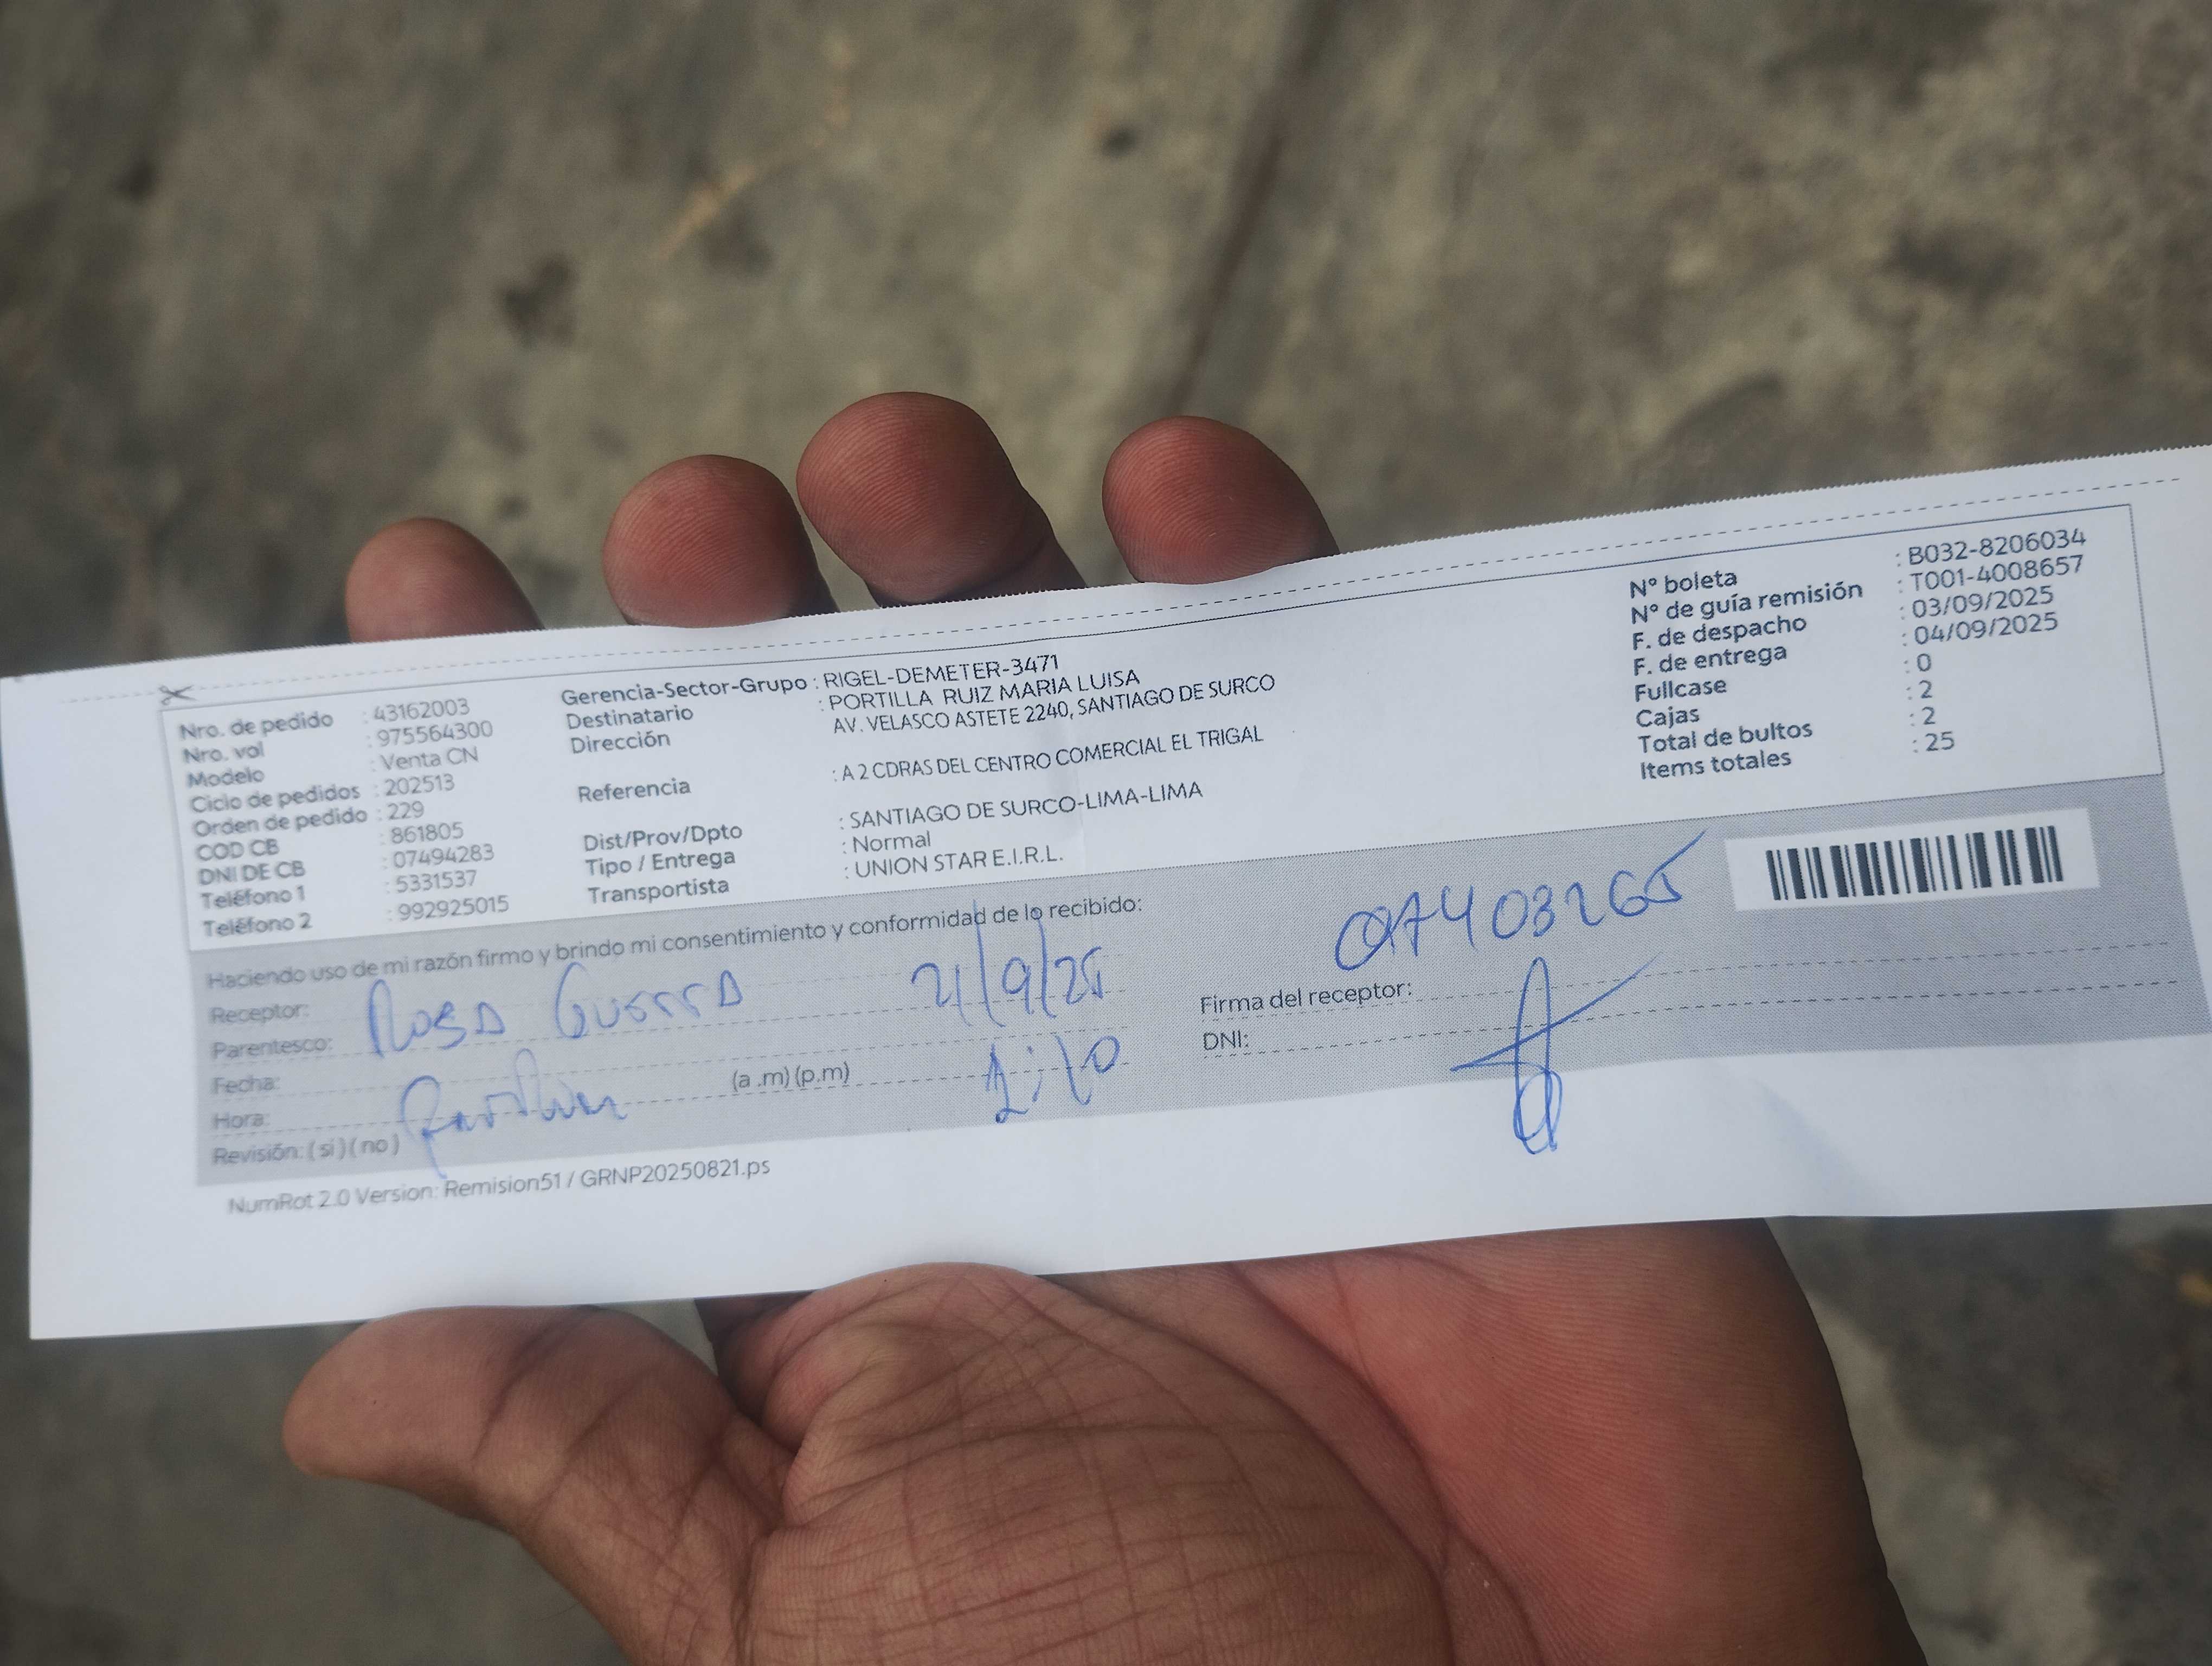 Nro. de pedido : 43162003
Nro. vol : 975564300
Modelo : Venta CN
Ciclo de pedidos : 202513
Orden de pedido : 229
COD CB : 861805
DNI DE CB : 07494283
Teléfono 1 : 5331537
Teléfono 2 : 992925015
Gerencia-Sector-Grupo : RIGEL-DEMETER-3471
Destinatario : PORTILLA RUIZ MARIA LUISA
Dirección AV. VELASCO ASTETE 2240, SANTIAGO DE SURCO
Referencia : A 2 CDRAS DEL CENTRO COMERCIAL EL TRIGAL
Dist/Prov/Dpto : SANTIAGO DE SURCO-LIMA-LIMA
Tipo / Entrega : Normal
Transportista : UNION STAR E.I.R.L.
N° boleta : B032-8206034
N° de guía remisión : T001-4008657
F. de despacho : 03/09/2025
F. de entrega : 04/09/2025
Fullcase : 0
Cajas : 2
Total de bultos : 2
Items totales : 25
Haciendo uso de mi razón firmo y brindo mi consentimiento y conformidad de lo recibido:
Receptor: Rosa Guerra
Parentesco:
Fecha:
Hora: (a .m) (p.m) 1:10
Revisión: ( si ) ( no )
07403265
Firma del receptor:
DNI:
NumRot 2.0 Version: Remision51 / GRNP20250821.ps